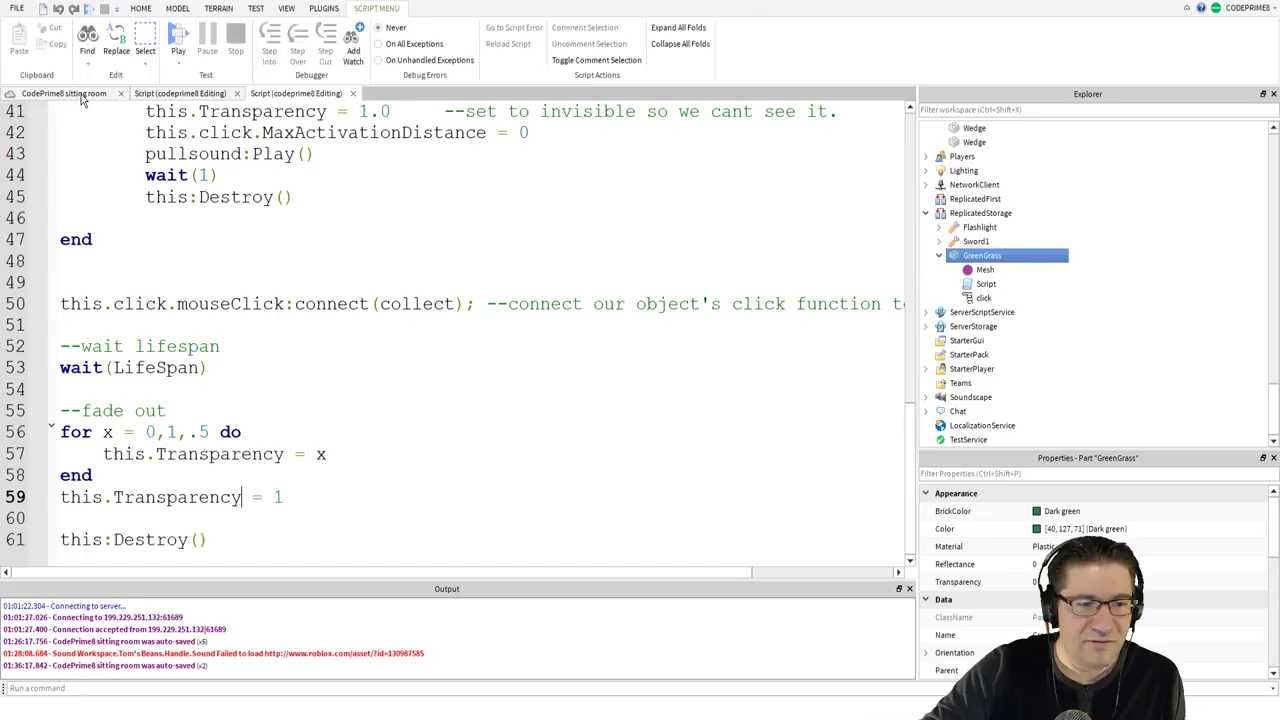 FILE HOME MODEL TERRAIN TEST VIEW PLUGINS SCRIPT MENU CODEPRIME8
Paste Cut Copy Find Replace Select Play Pause Stop Step Into Step Over Step Out Add Watch
Never
On All Exceptions
On Unhandled Exceptions
Go to Script Error
Reload Script
Comment Selection
Uncomment Selection
Toggle Comment Selection
Expand All Folds
Collapse All Folds
Clipboard Edit Test Debugger Debug Errors Script Actions
CodePrime8 sitting room Script (codeprime8 Editing) Script (codeprime8 Editing)
41 this.Transparency = 1.0 --set to invisible so we cant see it.
42 this.click.MaxActivationDistance = 0
43 pullsound:Play()
44 wait(1)
45 this:Destroy()
46
47 end
48
50 this.click.mouseClick:connect(collect); --connect our object's click function t
51
52 --wait lifespan
53 wait(LifeSpan)
54
55 --fade out
56 for x = 0,1,.5 do
57 this.Transparency = x
58 end
59 this.Transparency = 1
60
61 this:Destroy()
Output
01:01:22.304 - Connecting to server...
01:01:27.026 - Connecting to 199.229.251.132:61689
01:01:27.400 - Connection accepted from 199.229.251.132|61689
01:26:17.756 - CodePrime8 sitting room was auto-saved (x5)
01:28:08.684 - Sound Workspace.Tom's Beans.Handle.Sound Failed to load http://www.roblox.com/asset/?id=130987585
01:36:17.842 - CodePrime8 sitting room was auto-saved (x2)
Run a command
Explorer
Filter workspace (Ctrl+Shift+X)
Wedge
Wedge
Players
Lighting
NetworkClient
ReplicatedFirst
ReplicatedStorage
Flashlight
Sword1
GreenGrass
Mesh
Script
click
ServerScriptService
ServerStorage
StarterGui
StarterPack
StarterPlayer
Teams
Soundscape
Chat
LocalizationService
TestService
Properties - Part "GreenGrass"
Filter Properties (Ctrl+Shift+P)
Appearance
BrickColor Dark green
Color [40, 127, 71] (Dark green)
Material Plastic
Reflectance 0
Transparency 0
Data
ClassName
Name
Orientation
Parent